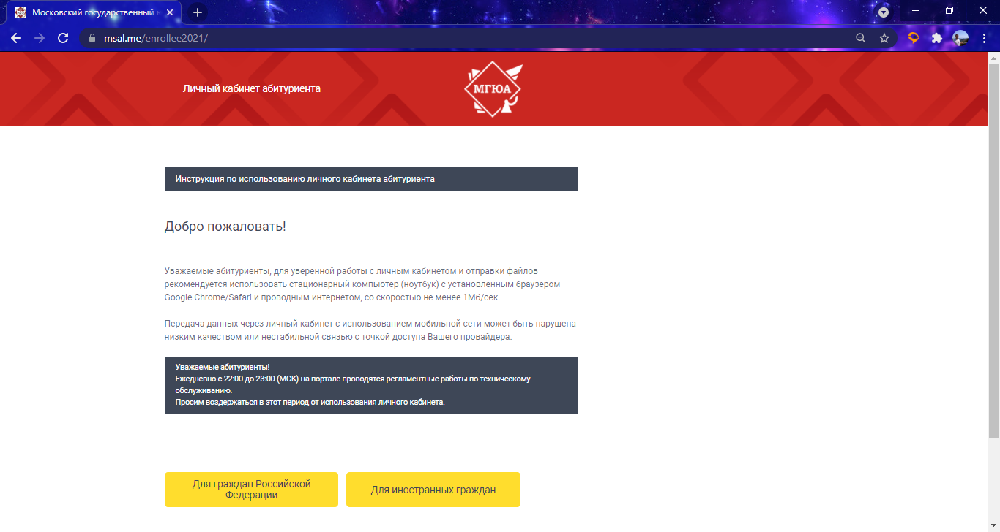 Московский государственный
msal.me/enrollee2021/
Личный кабинет абитуриента
МГЮА
Инструкция по использованию личного кабинета абитуриента
Добро пожаловать!
Уважаемые абитуриенты, для уверенной работы с личным кабинетом и отправки файлов
рекомендуется использовать стационарный компьютер (ноутбук) с установленным браузером
Google Chrome/Safari и проводным интернетом, со скоростью не менее 1Мб/сек.
Передача данных через личный кабинет с использованием мобильной сети может быть нарушена
низким качеством или нестабильной связью с точкой доступа Вашего провайдера.
Уважаемые абитуриенты!
Ежедневно с 22:00 до 23:00 (МСК) на портале проводятся регламентные работы по техническому
обслуживанию.
Просим воздержаться в этот период от использования личного кабинета.
Для граждан Российской
Федерации
Для иностранных граждан